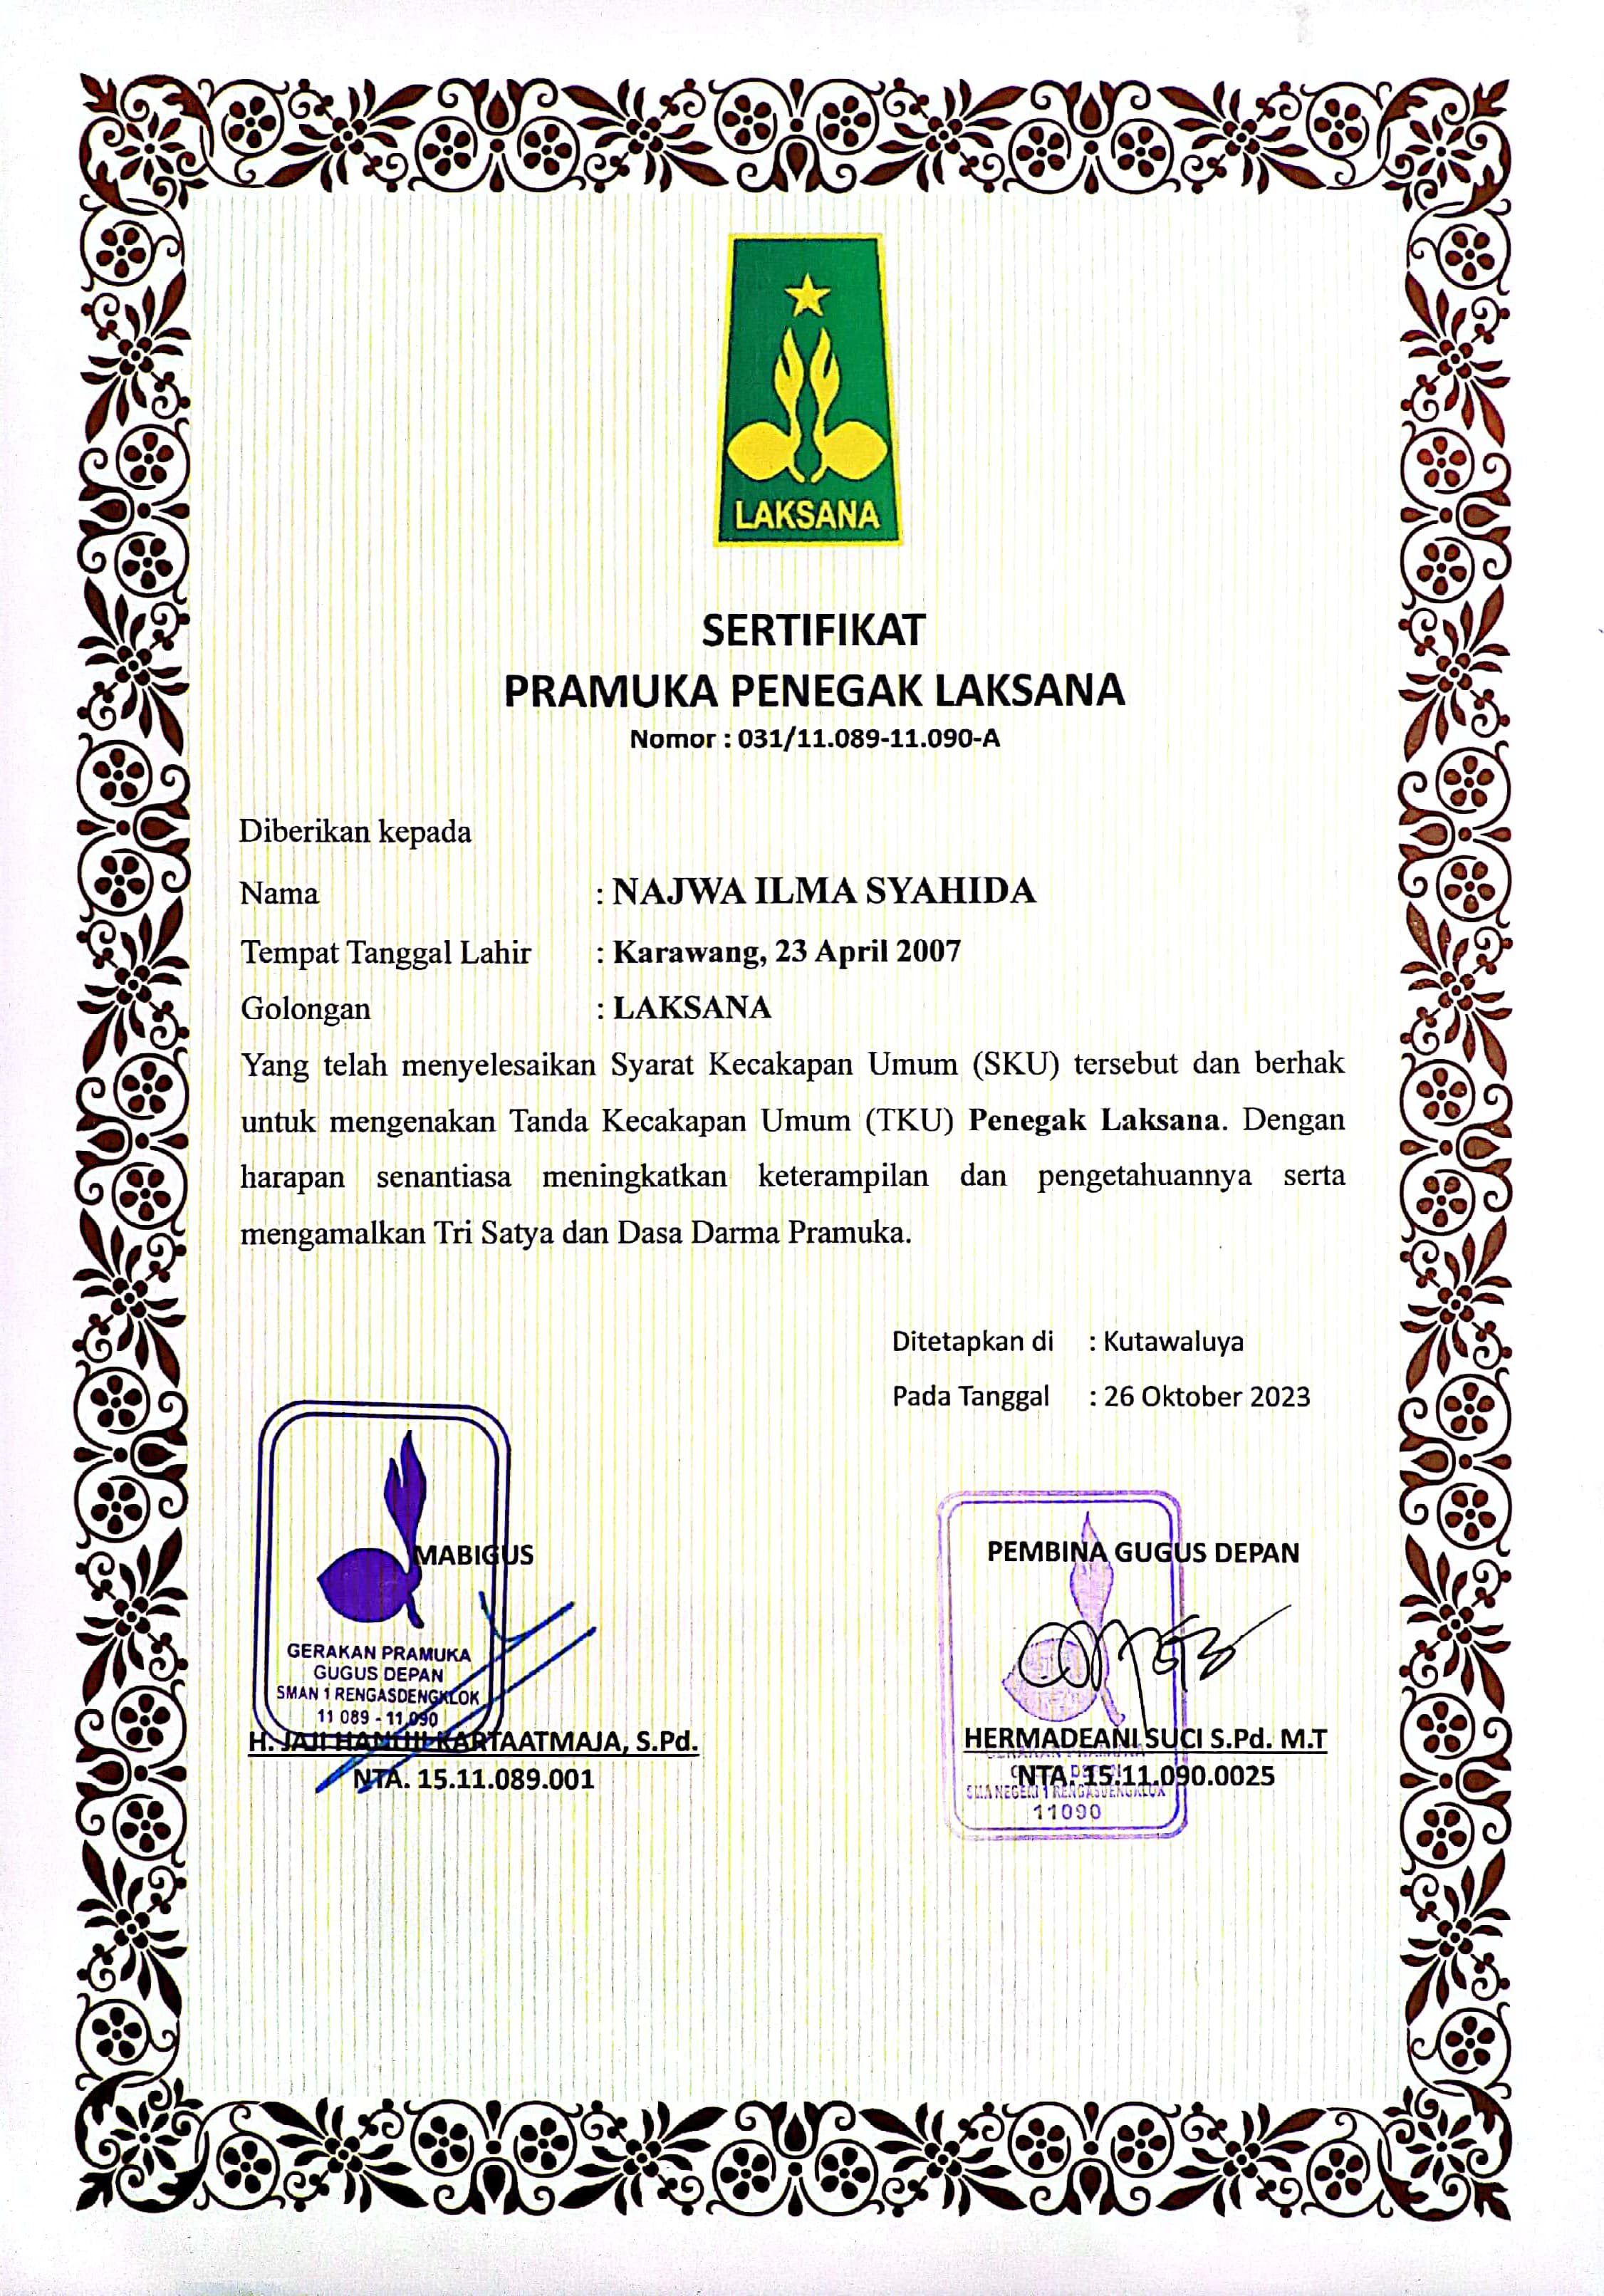 LAKSANA
SERTIFIKAT
PRAMUKA PENEGAK LAKSANA
Nomor : 031/11.089-11.090-A
Diberikan kepada
Nama : NAJWA ILMA SYAHIDA
Tempat Tanggal Lahir : Karawang, 23 April 2007
Golongan : LAKSANA
Yang telah menyelesaikan Syarat Kecakapan Umum (SKU) tersebut dan berhak
untuk mengenakan Tanda Kecakapan Umum (TKU) Penegak Laksana. Dengan
harapan senantiasa meningkatkan keterampilan dan pengetahuannya serta
mengamalkan Tri Satya dan Dasa Darma Pramuka.
Ditetapkan di : Kutawaluya
Pada Tanggal : 26 Oktober 2023
MABIGUS
GERAKAN PRAMUKA
GUGUS DEPAN
SMAN 1 RENGASDENGKLOK
11 089 - 11.090
H. JAJI KARTAATMAJA, S.Pd.
NTA. 15.11.089.001
PEMBINA GUGUS DEPAN
HERMADEANI SUCI S.Pd. M.T
NTA. 15.11.090.0025
SMA NEGERI 1 RENGASDENGKLOK
11090